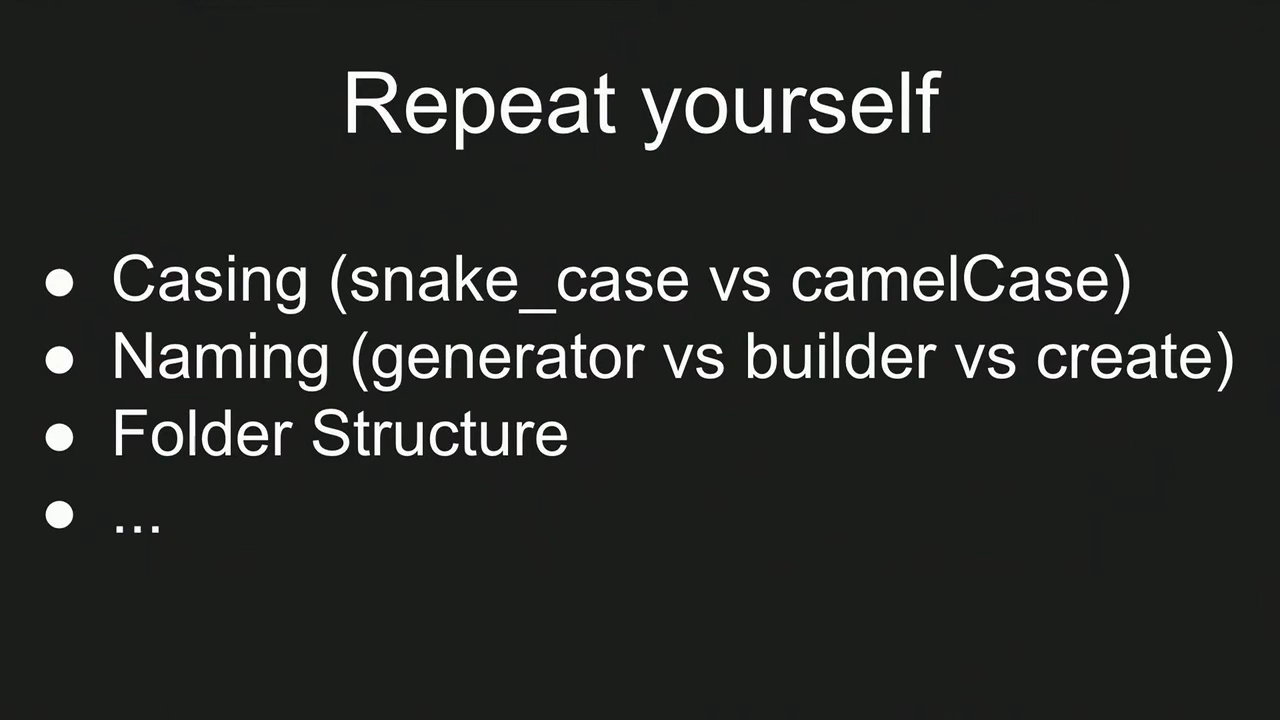 Repeat yourself
● Casing (snake_case vs camelCase)
● Naming (generator vs builder vs create)
● Folder Structure
● ...